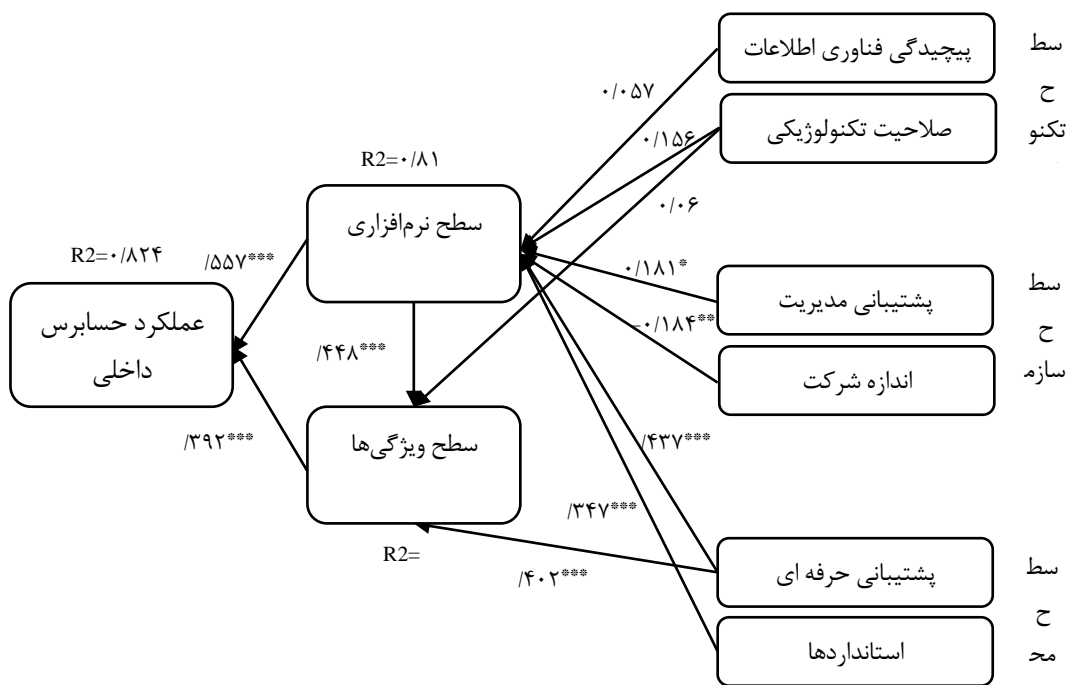 پیچیدگی فناوری اطلاعات
سط
ح
تکنو
صلاحیت تکنولوژیکی
۰/۰۵۷
۰/۱۵۶
۰/۰۶
R2=۰/۸۱
سطح نرم‌افزاری
R2=۰/۸۲۴
/۵۵۷***
عملکرد حسابرس
داخلی
۰/۱۸۱*
پشتیبانی مدیریت
سط
ح
سازم
-۰/۱۸۴**
اندازه شرکت
/۴۴۸***
سطح ویژگی‌ها
/۳۹۲***
/۴۳۷***
/۳۴۷***
R2=
/۴۰۲***
پشتیبانی حرفه ای
سط
ح
مح
استانداردها